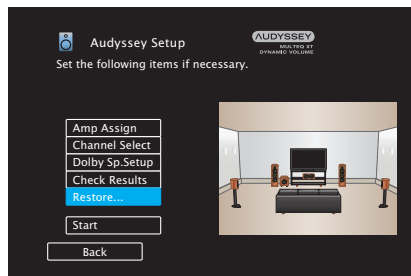 Audyssey Setup
AUDYSSEY
MULTEQ XT
DYNAMIC VOLUME
Set the following items if necessary.
Amp Assign
Channel Select
Dolby Sp.Setup
Check Results
Restore...
Start
Back